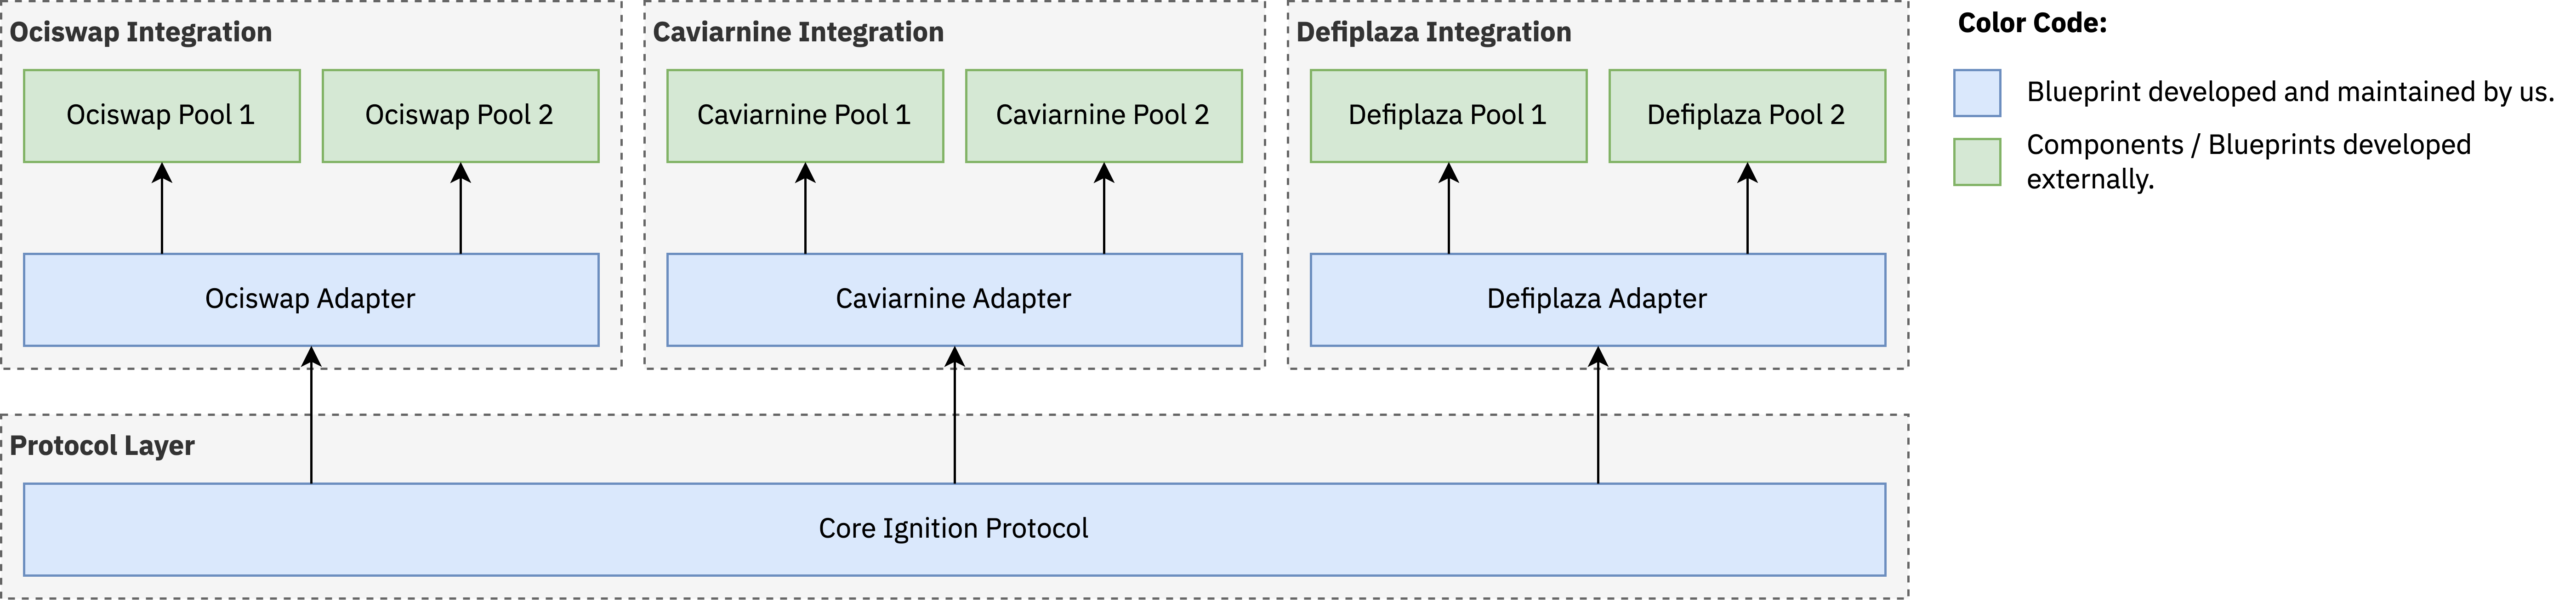 Ociswap Integration
Ociswap Pool 1
Ociswap Pool 2
Ociswap Adapter
Caviarnine Integration
Caviarnine Pool 1
Caviarnine Pool 2
Caviarnine Adapter
Defiplaza Integration
Defiplaza Pool 1
Defiplaza Pool 2
Defiplaza Adapter
Protocol Layer
Core Ignition Protocol
Color Code:
Blueprint developed and maintained by us.
Components / Blueprints developed
externally.